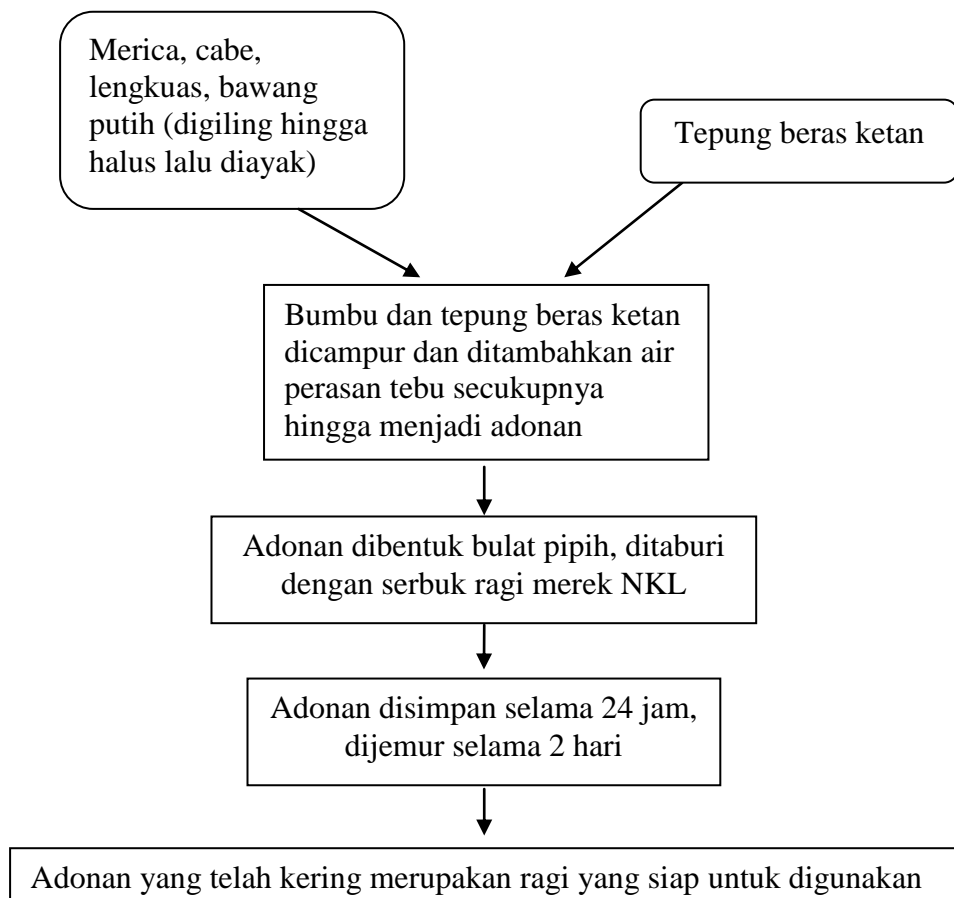 Merica, cabe,
lengkuas, bawang
putih (digiling hingga
halus lalu diayak)
Tepung beras ketan
Bumbu dan tepung beras ketan
dicampur dan ditambahkan air
perasan tebu secukupnya
hingga menjadi adonan
Adonan dibentuk bulat pipih, ditaburi
dengan serbuk ragi merek NKL
Adonan disimpan selama 24 jam,
dijemur selama 2 hari
Adonan yang telah kering merupakan ragi yang siap untuk digunakan